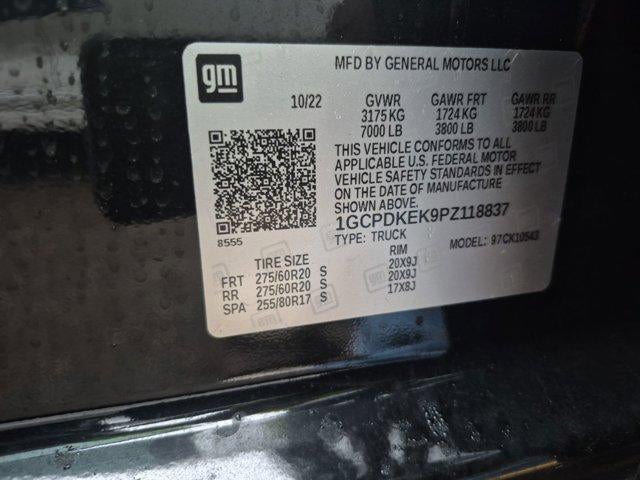 gm
MFD BY GENERAL MOTORS LLC
10/22 GVWR GAWR FRT GAWR RR
3175 KG 1724 KG 1724 KG
7000 LB 3800 LB 3800 LB
THIS VEHICLE CONFORMS TO ALL
APPLICABLE U.S. FEDERAL MOTOR
VEHICLE SAFETY STANDARDS IN EFFECT
ON THE DATE OF MANUFACTURE
SHOWN ABOVE.
1GCPDKEK9PZ118837
8555
TYPE: TRUCK MODEL: 97CK10543
TIRE SIZE RIM
FRT 275/60R20 S 20X9J
RR 275/60R20 S 20X9J
SPA 255/80R17 S 17X8J